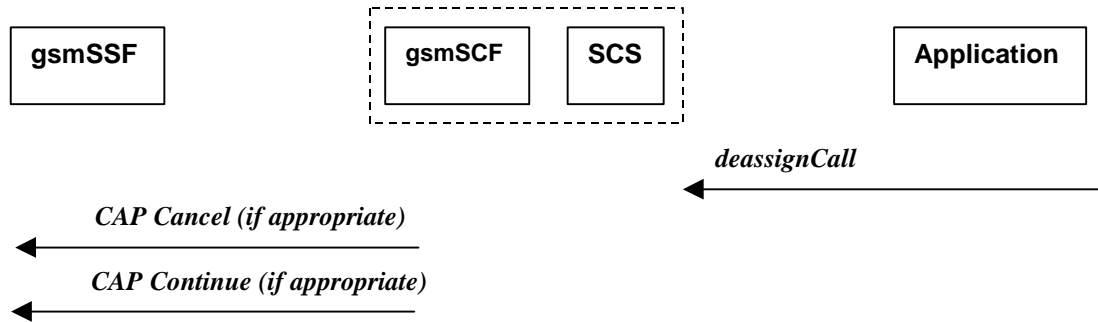 gsmSSF
gsmSCF
SCS
Application
deassignCall
CAP Cancel (if appropriate)
CAP Continue (if appropriate)